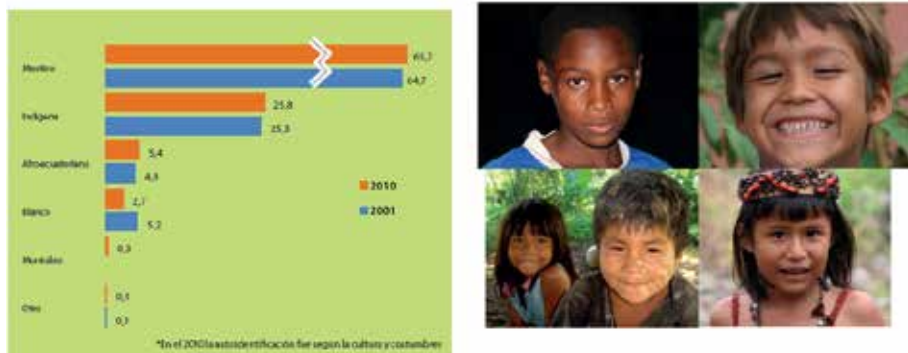 Mestizo
65,7
64,7
Indígena
25,8
25,3
Afroecuatoriano
5,4
4,9
Blanco
2,7
5,2
Montubio
0,3
Otro
0,1
0,1
2010
2001
*En el 2010 la autoidentificación fue según la cultura y costumbres